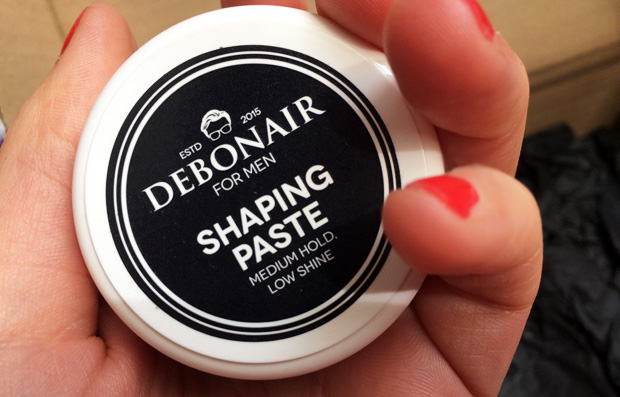 ESTD 2015
DEBONAIR
FOR MEN
SHAPING
PASTE
MEDIUM HOLD.
LOW SHINE